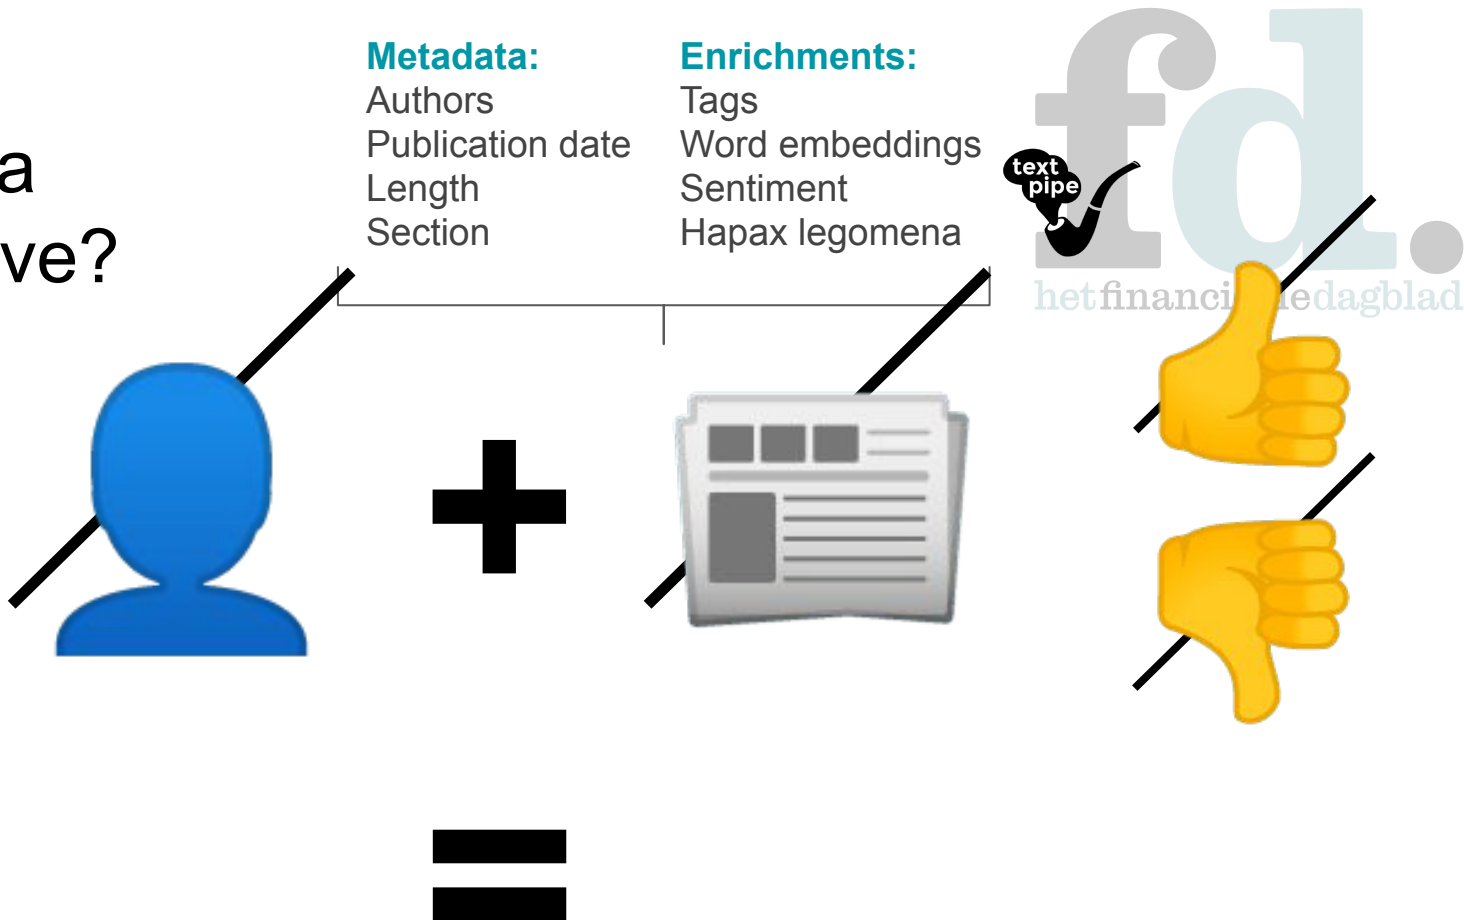 a
ve?
Metadata:
Authors
Publication date
Length
Section
Enrichments:
Tags
Word embeddings
Sentiment
Hapax legomena
text
pipe
fd.